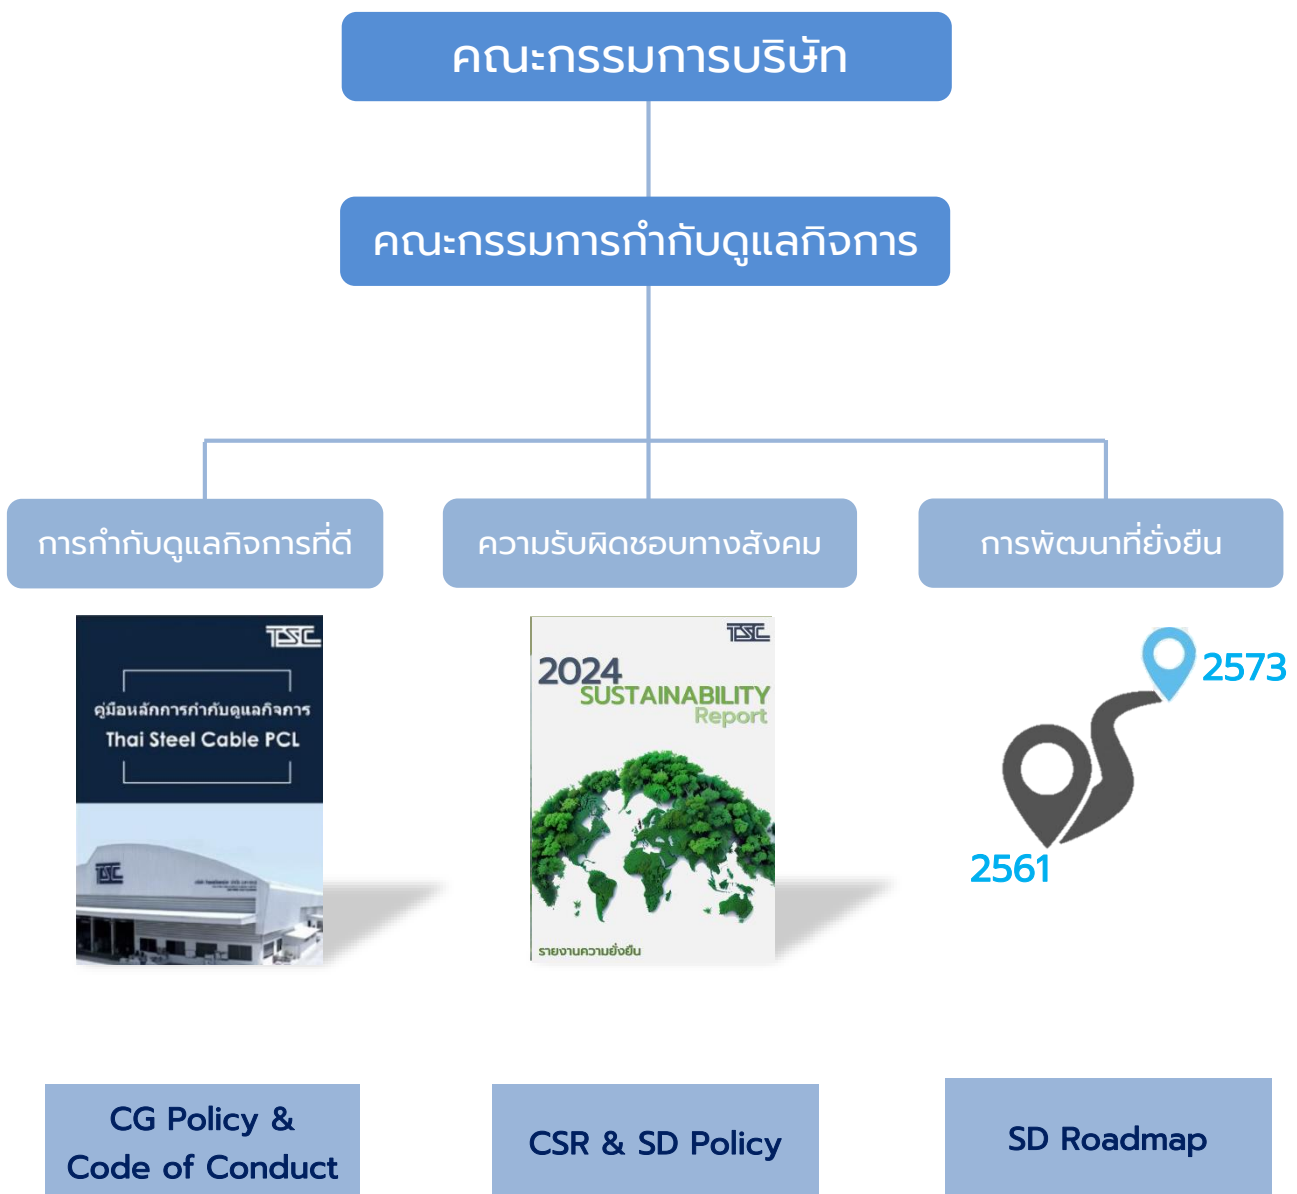 คณะกรรมการบริษัท
คณะกรรมการกำกับดูแลกิจการ
การกำกับดูแลกิจการที่ดี
ความรับผิดชอบทางสังคม
การพัฒนาที่ยั่งยืน
TSC
คู่มือหลักการกำกับดูแลกิจการ
Thai Steel Cable PCL
TSC
TSC
2024
SUSTAINABILITY
Report
รายงานความยั่งยืน
2573
2561
CG Policy &
Code of Conduct
CSR & SD Policy
SD Roadmap